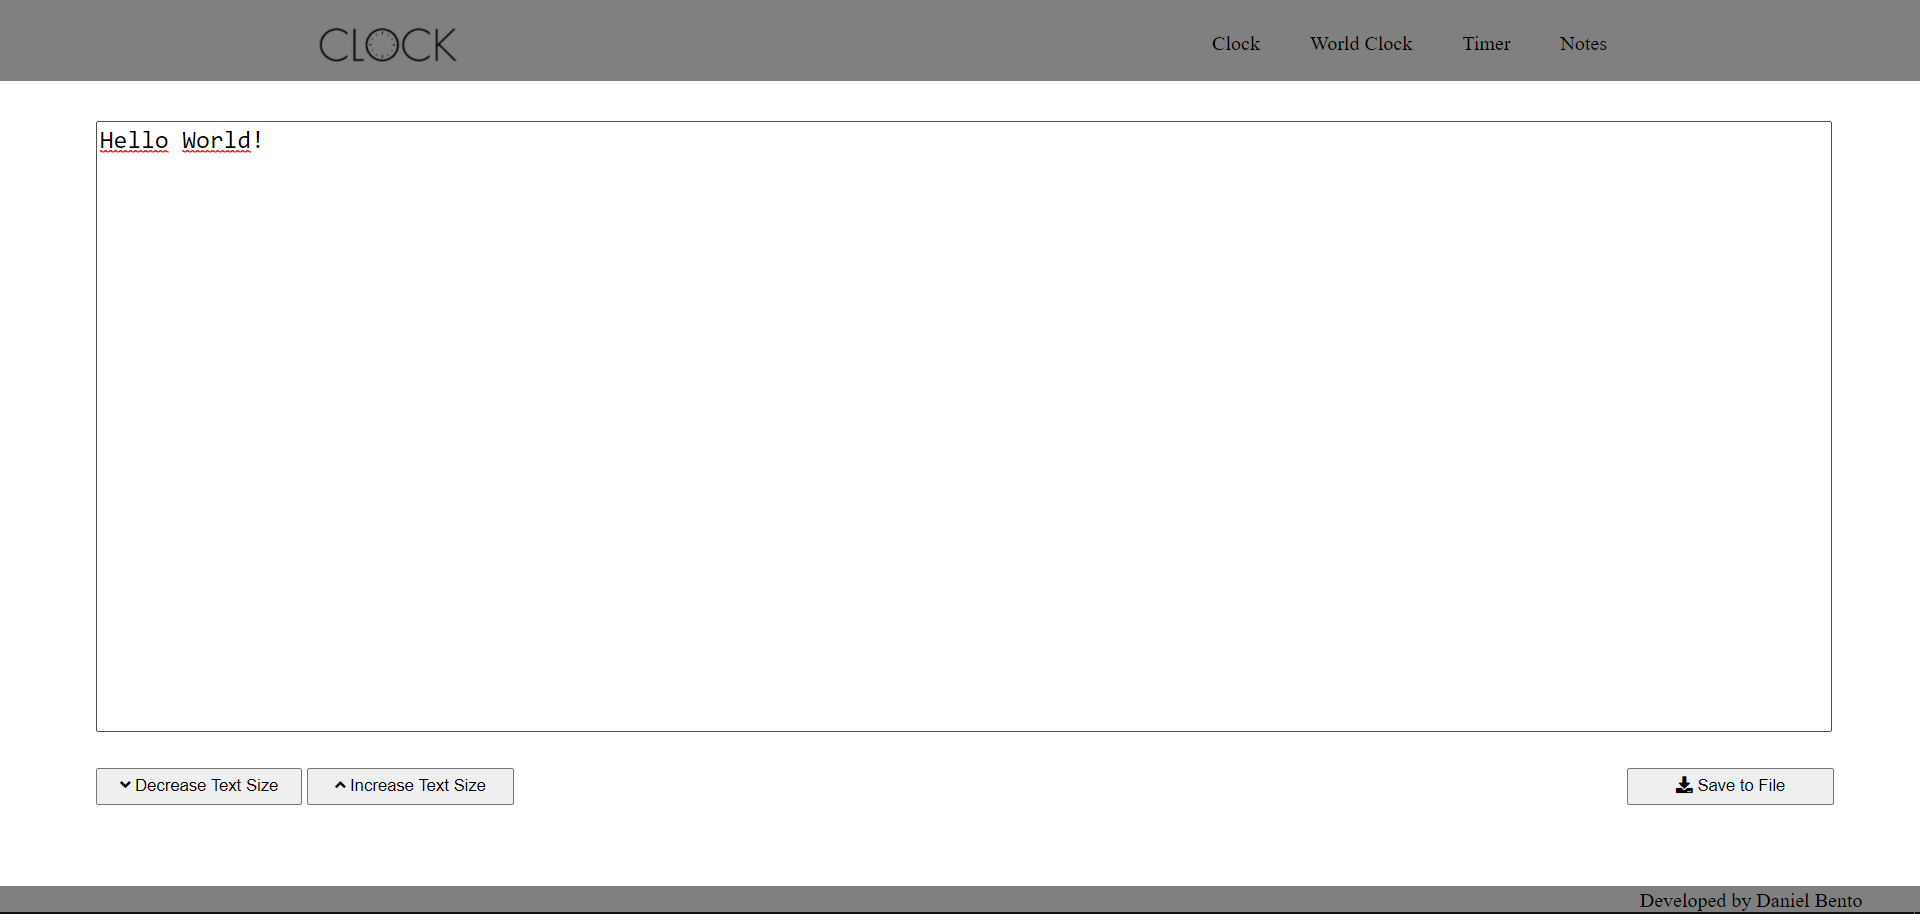 CLOCK
Clock World Clock Timer Notes
Hello World!
Decrease Text Size Increase Text Size Save to File
Developed by Daniel Bento